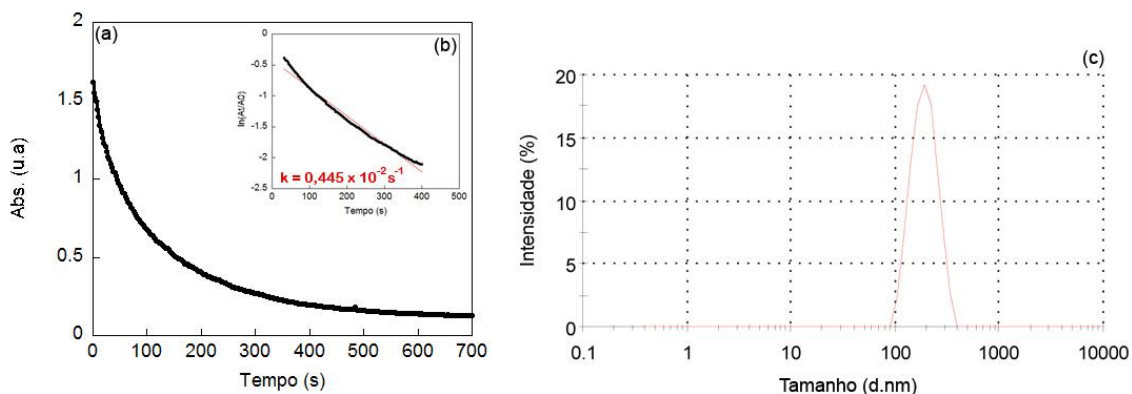 (a)
2
1.5
1
0.5
0
Abs. (u.a)
0 100 200 300 400 500 600 700
Tempo (s)
(b)
0
-0.5
-1
-1.5
-2
-2.5
ln(At/A0)
k = 0,445 x 10⁻² s⁻¹
0 100 200 300 400 500
Tempo (s)
(c)
20
15
10
5
0
Intensidade (%)
0.1 1 10 100 1000 10000
Tamanho (d.nm)